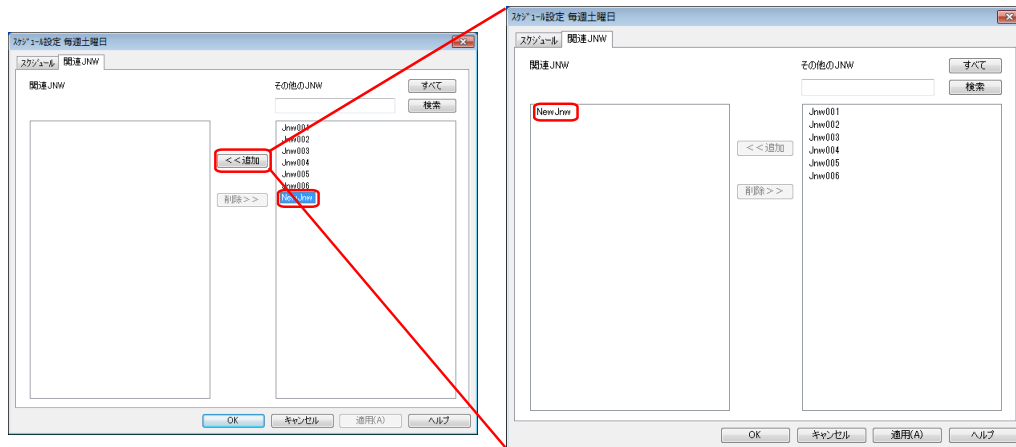 スケジュール設定 毎週土曜日
スケジュール 関連JNW
関連JNW
その他のJNW
すべて
検索
Jnw001
Jnw002
Jnw003
Jnw004
Jnw005
Jnw006
NewJnw
<<追加
削除>>
OK
キャンセル
適用(A)
ヘルプ
スケジュール設定 毎週土曜日
スケジュール 関連JNW
関連JNW
その他のJNW
すべて
検索
NewJnw
<<追加
削除>>
Jnw001
Jnw002
Jnw003
Jnw004
Jnw005
Jnw006
OK
キャンセル
適用(A)
ヘルプ